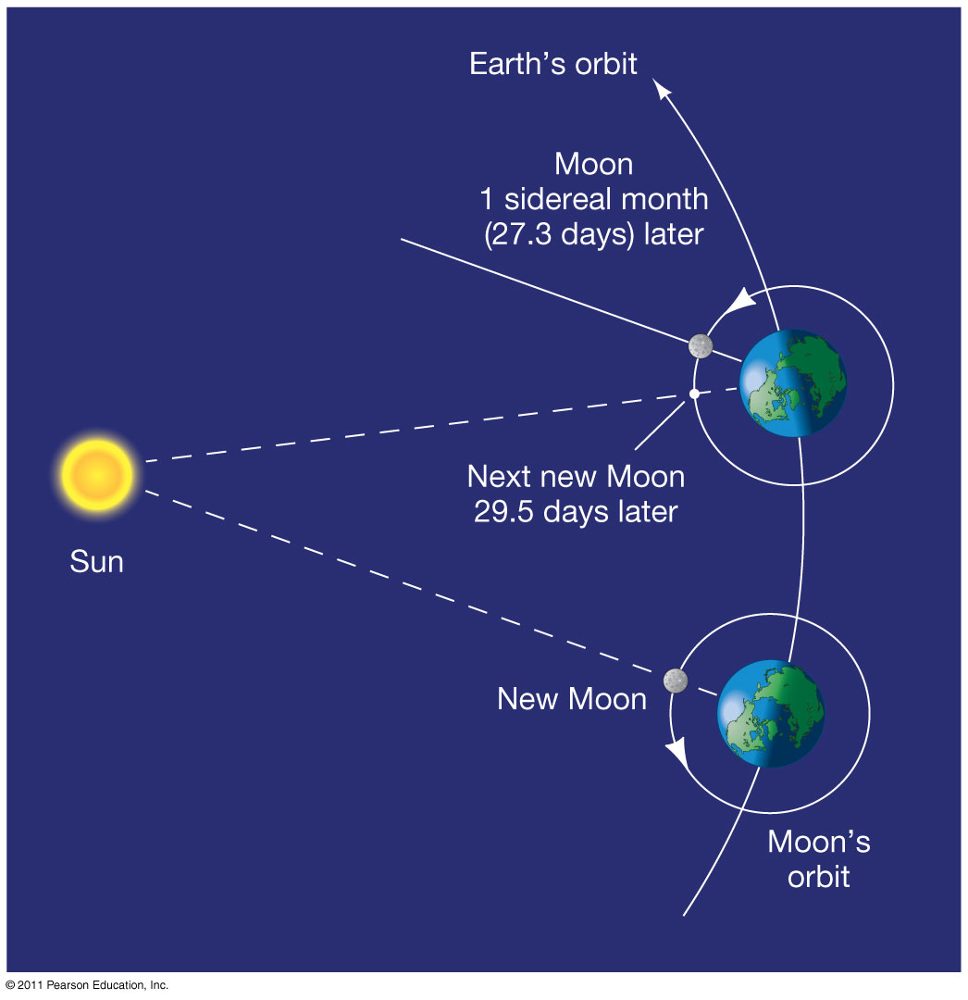 Earth’s orbit
Moon
1 sidereal month
(27.3 days) later
Next new Moon
29.5 days later
Sun
New Moon
Moon’s
orbit
© 2011 Pearson Education, Inc.